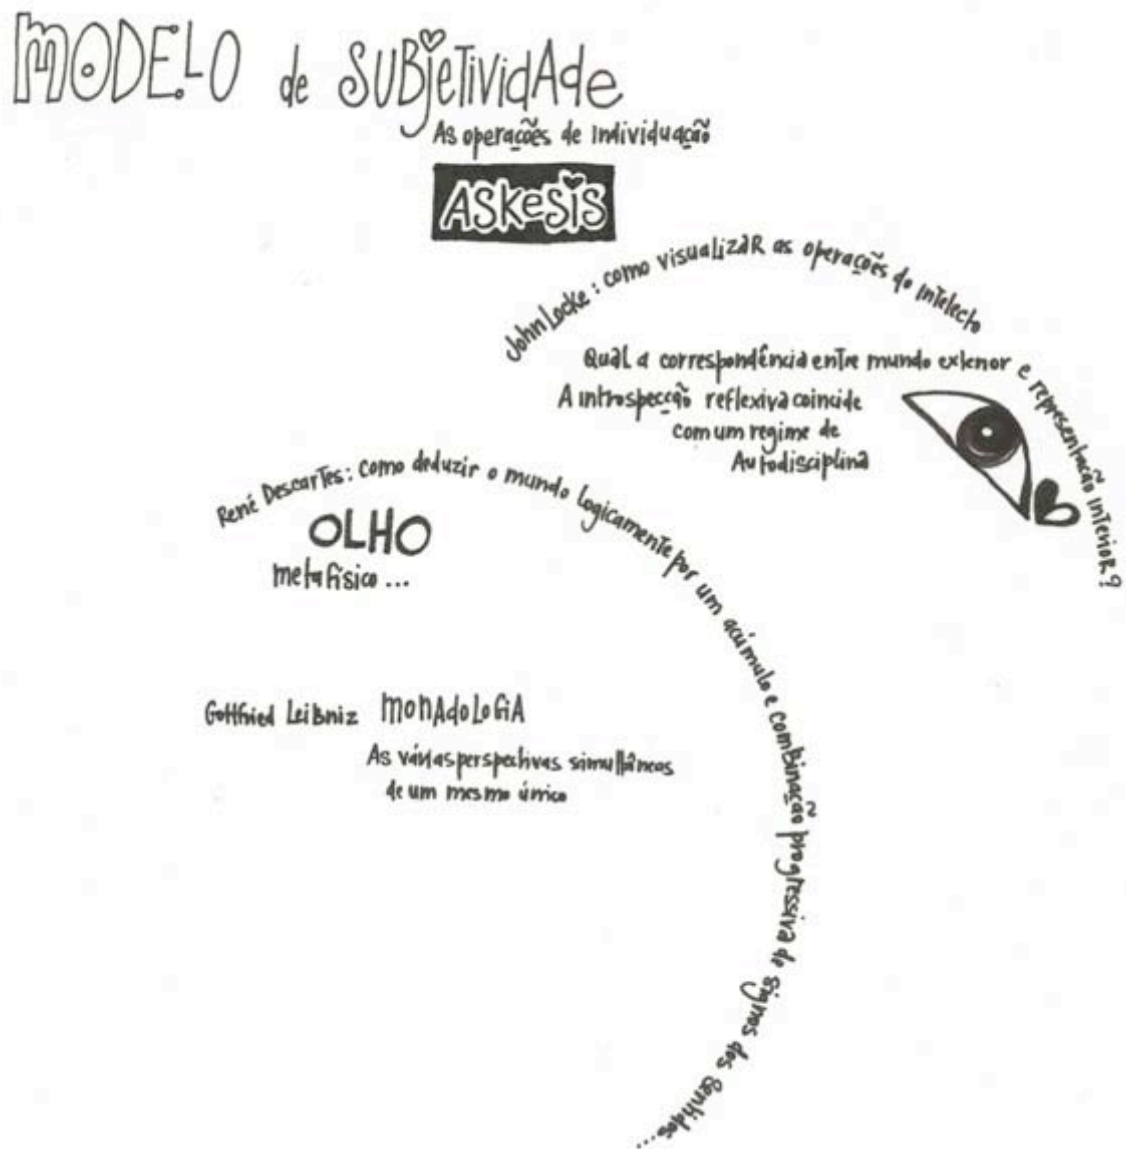 MODELO de SUBjeTividAde
As operações de Individuação
ASKesis
John Locke : como visualizaR as operações do Intelecto
Qual a correspondência entre mundo exterior e representação InterioR?
A introspecção reflexiva coincide
com um regime de
Autodisciplina
René Descartes: como deduzir o mundo logicamente por um acúmulo e combinação progressiva de signos dos sentidos...
OLHO
metafísico ...
Gottfried Leibniz monAdoLoGiA
As várias perspectivas simultâneas
de um mesmo único